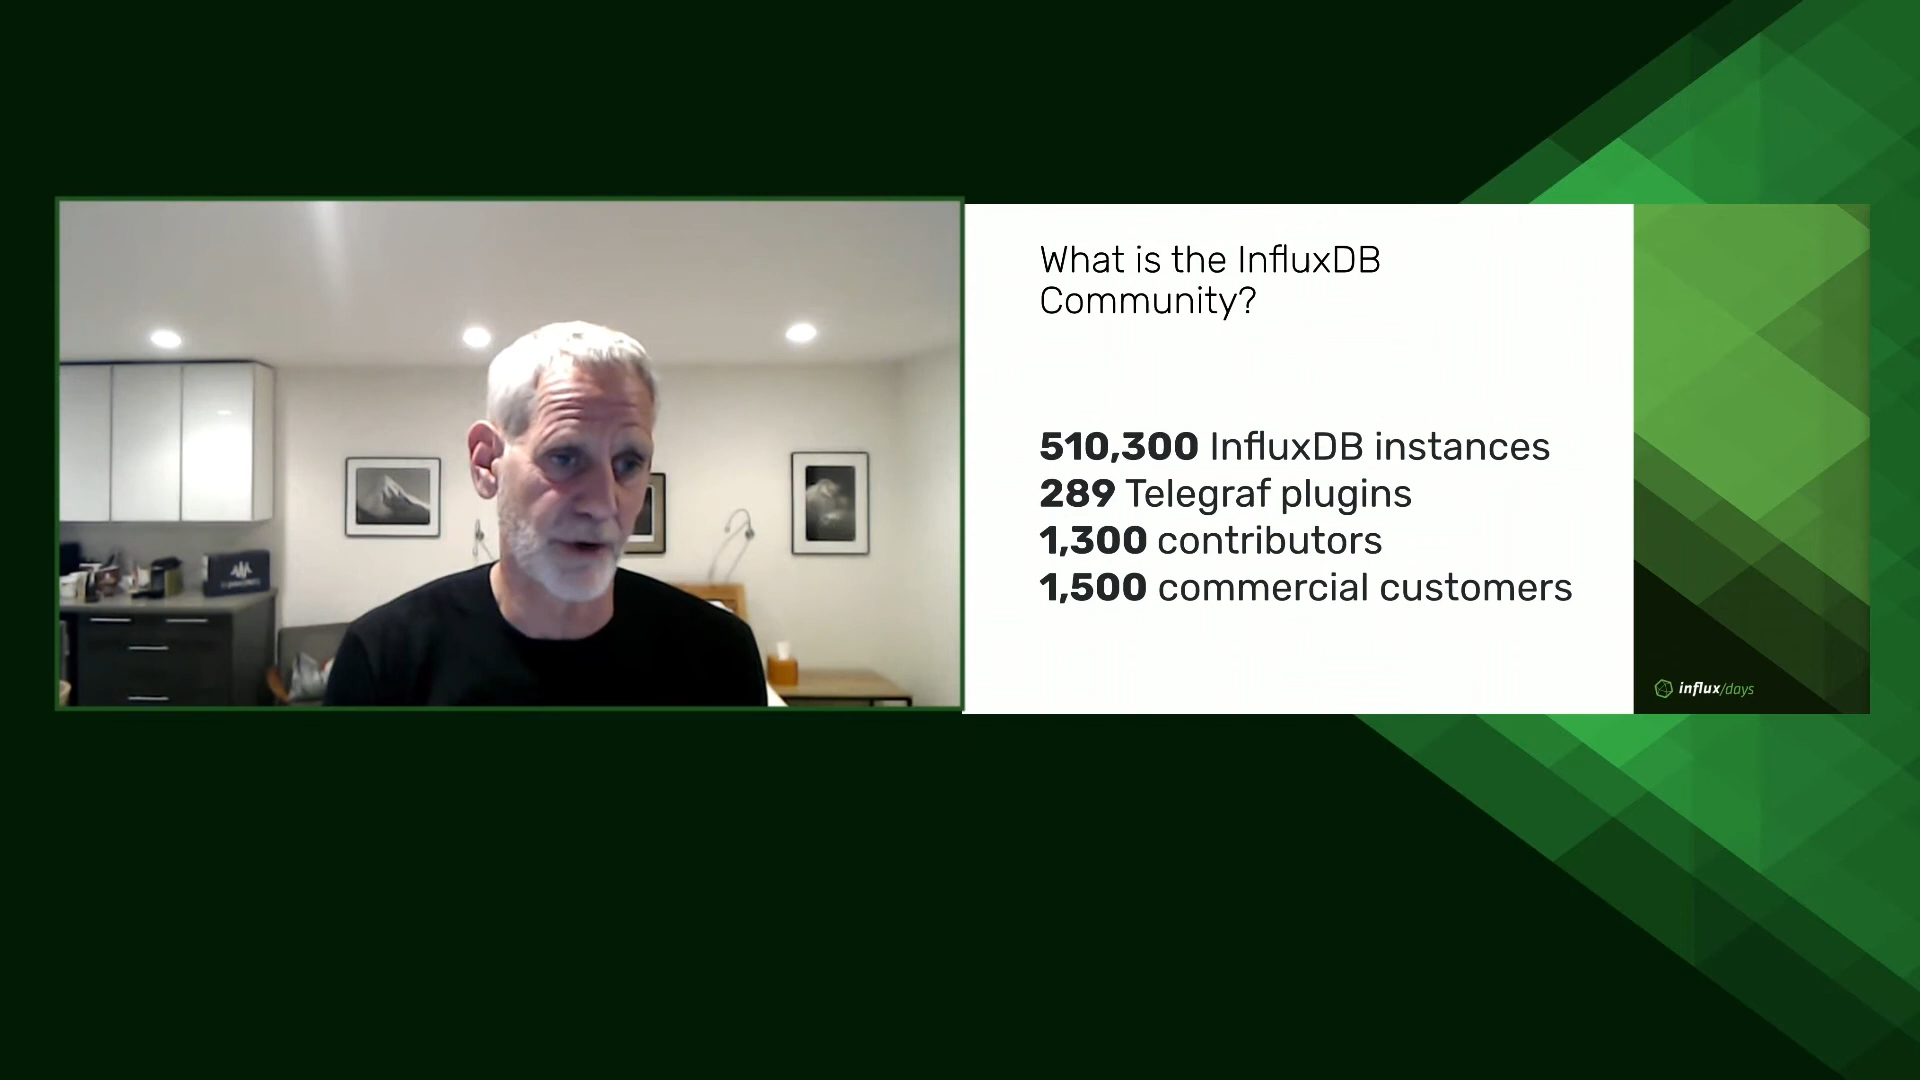 What is the InfluxDB
Community?
510,300 InfluxDB instances
289 Telegraf plugins
1,300 contributors
1,500 commercial customers
influx/days